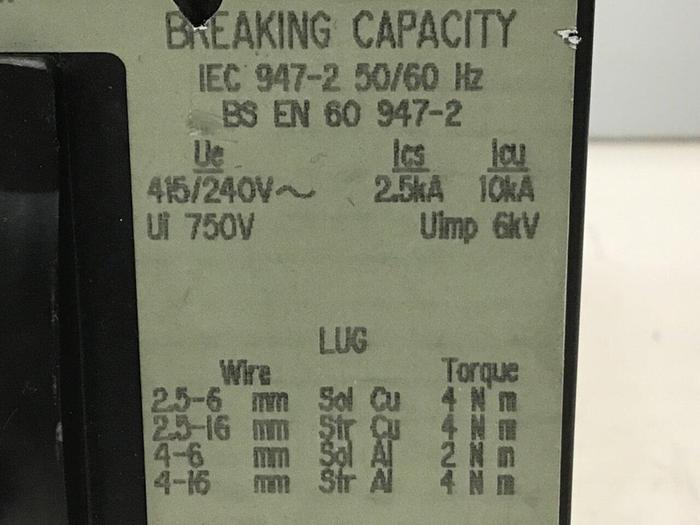 BREAKING CAPACITY
IEC 947-2 50/60 Hz
BS EN 60 947-2
Ue Ics Icu
415/240V～ 2.5kA 10kA
Ui 750V Uimp 6kV
LUG
Wire Torque
2.5-6 mm Sol Cu 4 N m
2.5-16 mm Str Cu 4 N m
4-6 mm Sol Al 2 N m
4-16 mm Str Al 4 N m